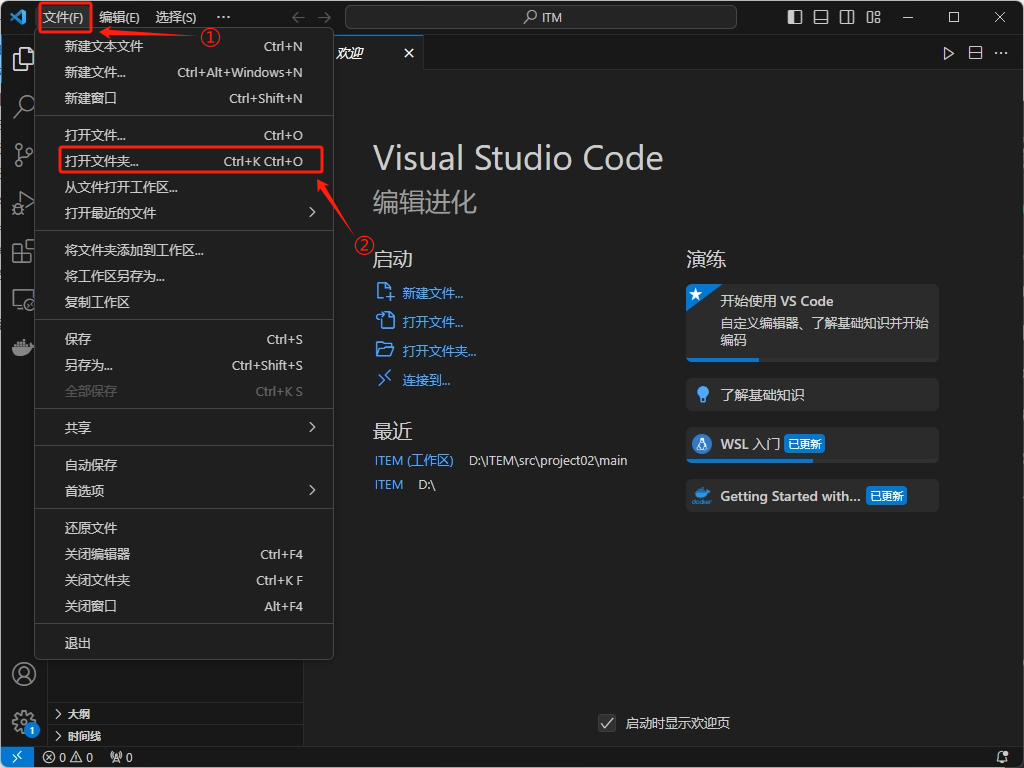 文件(F) 编辑(E) 选择(S) ··· ITM
①
新建文本文件 Ctrl+N
新建文件... Ctrl+Alt+Windows+N
新建窗口 Ctrl+Shift+N
打开文件... Ctrl+O
打开文件夹... Ctrl+K Ctrl+O
从文件打开工作区...
打开最近的文件
②
将文件夹添加到工作区...
将工作区另存为...
复制工作区
保存 Ctrl+S
另存为... Ctrl+Shift+S
全部保存 Ctrl+K S
共享
自动保存
首选项
还原文件
关闭编辑器 Ctrl+F4
关闭文件夹 Ctrl+K F
关闭窗口 Alt+F4
退出
欢迎
Visual Studio Code
编辑进化
启动
新建文件...
打开文件...
打开文件夹...
连接到...
最近
ITEM (工作区) D:\ITEM\src\project02\main
ITEM D:\
演练
开始使用 VS Code
自定义编辑器、了解基础知识并开始
编码
了解基础知识
WSL 入门 已更新
docker
Getting Started with... 已更新
启动时显示欢迎页
大纲
时间线
1
0 0 0